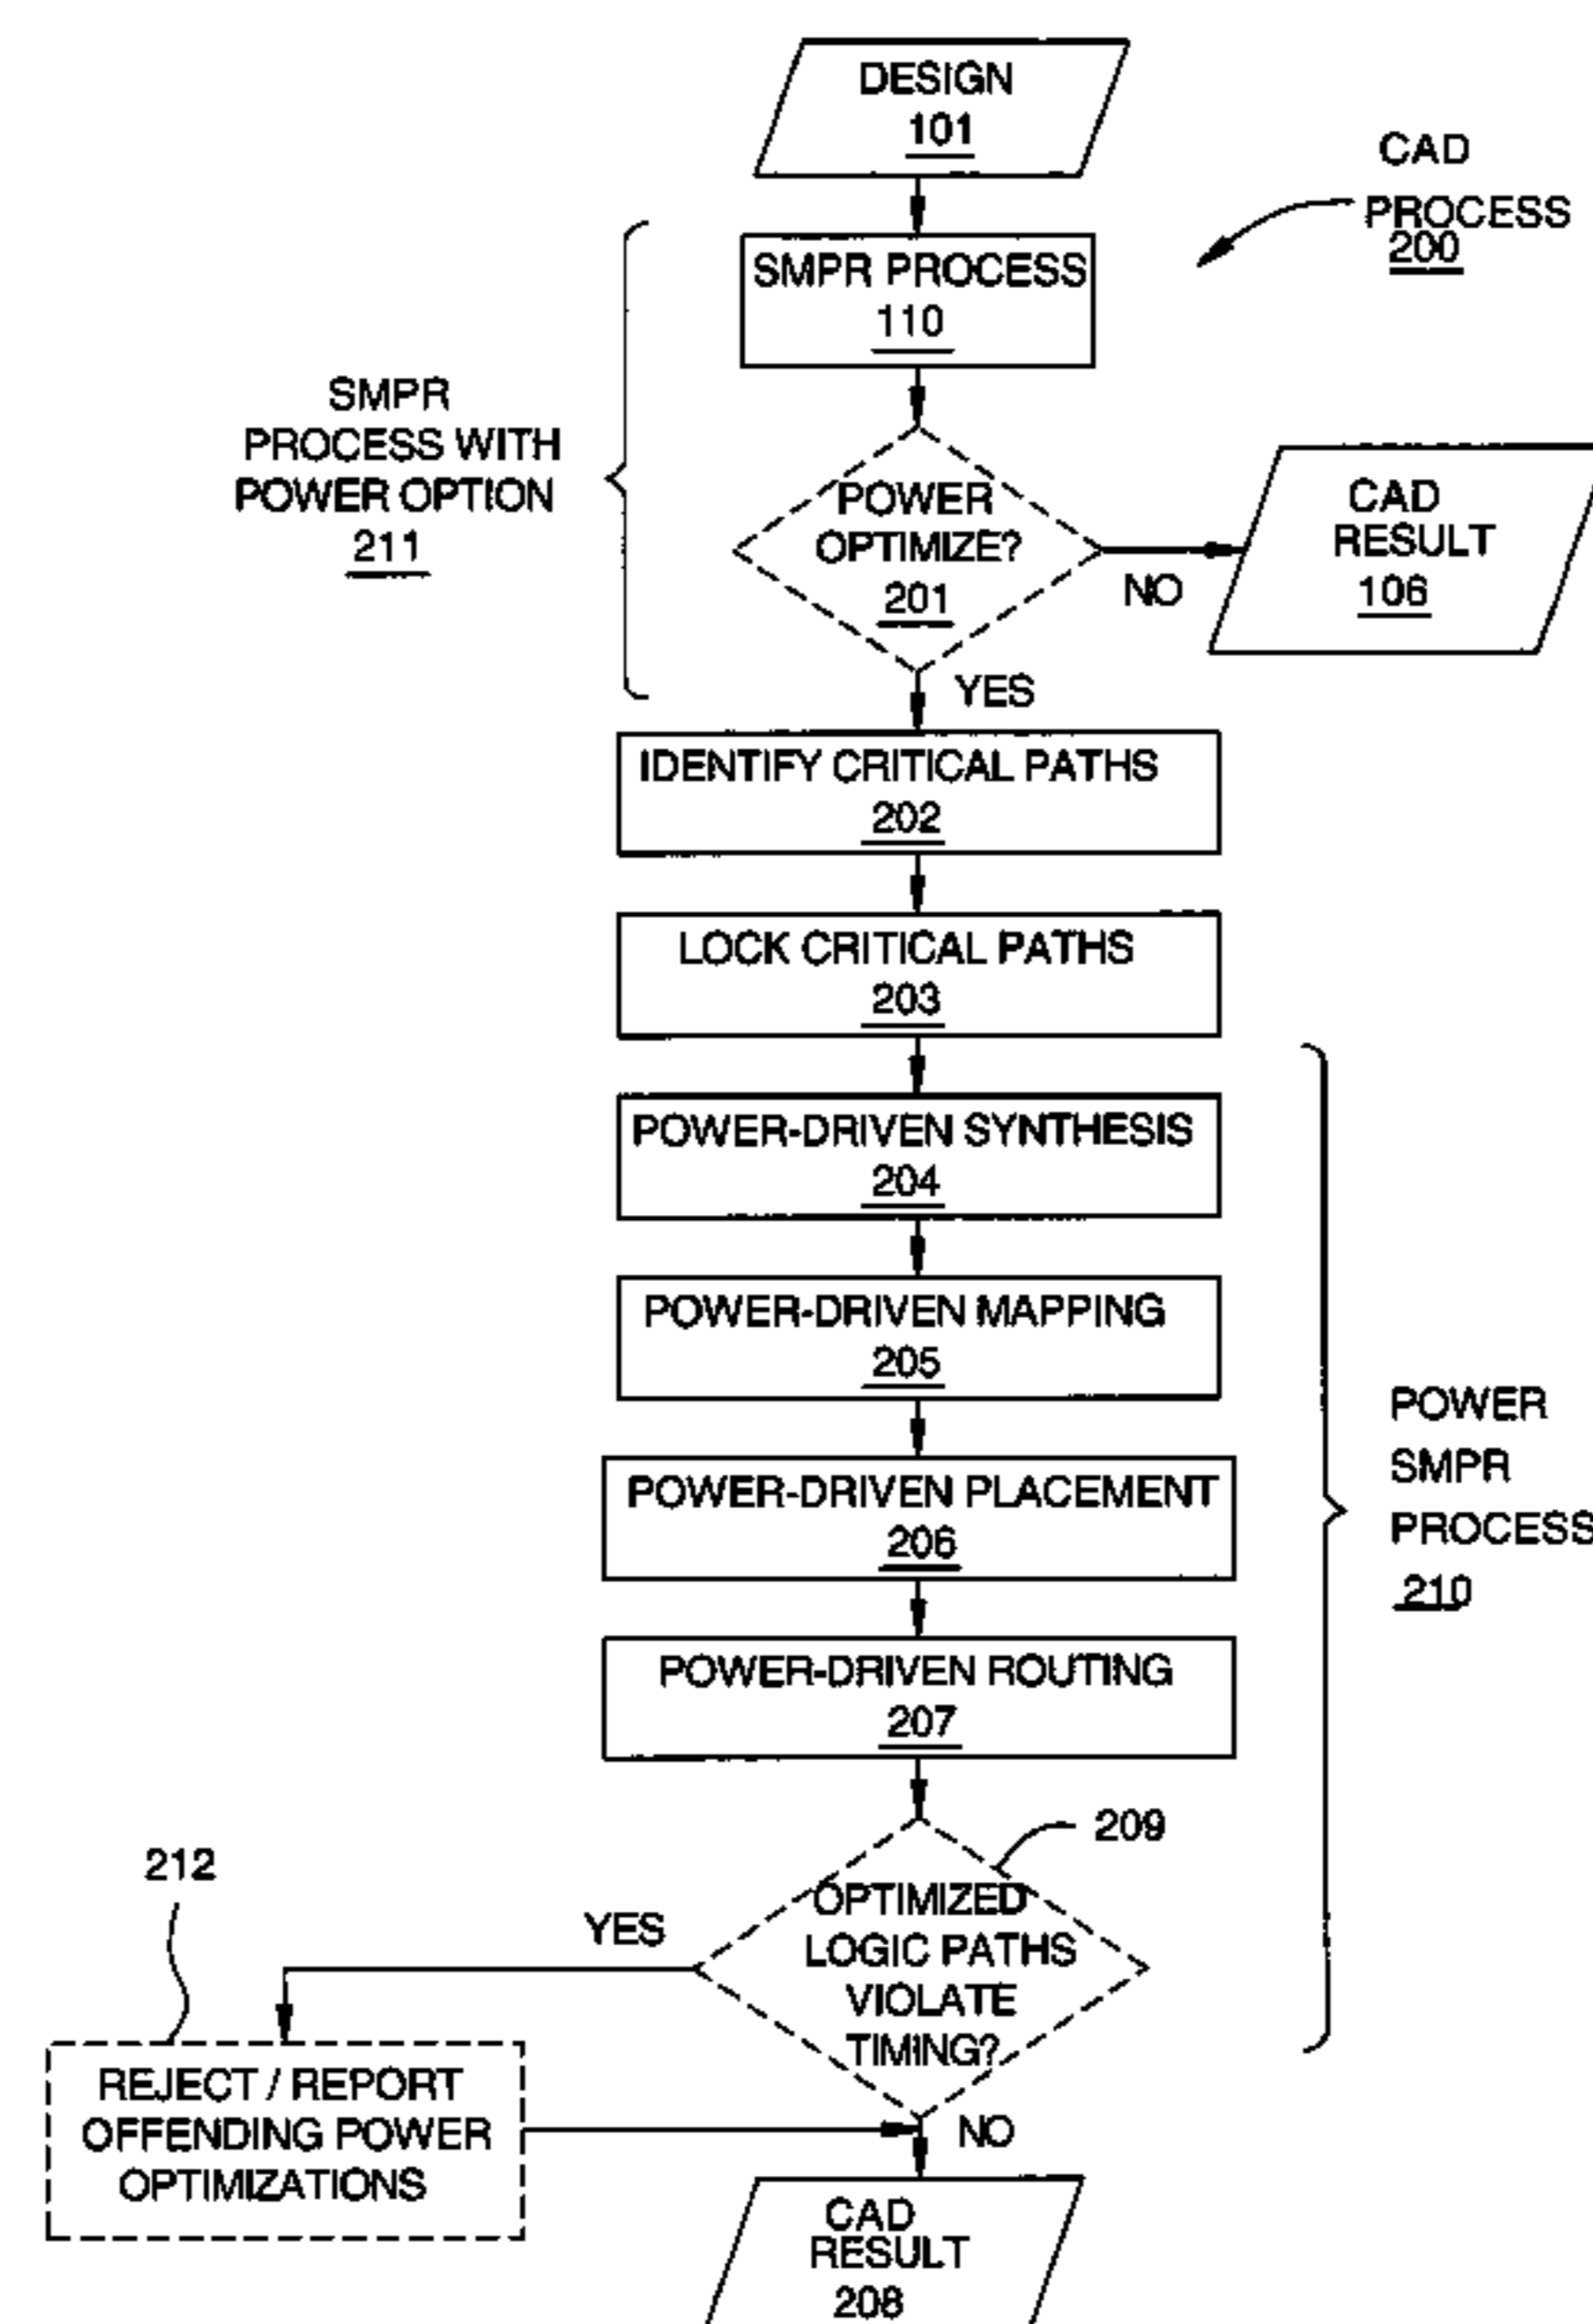 DESIGN
101
CAD
PROCESS
200
SMPR PROCESS
110
SMPR
PROCESS WITH
POWER OPTION
211
POWER
OPTIMIZE?
201
NO
CAD
RESULT
106
YES
IDENTIFY CRITICAL PATHS
202
LOCK CRITICAL PATHS
203
POWER-DRIVEN SYNTHESIS
204
POWER-DRIVEN MAPPING
205
POWER-DRIVEN PLACEMENT
206
POWER-DRIVEN ROUTING
207
POWER
SMPR
PROCESS
210
209
OPTIMIZED
LOGIC PATHS
VIOLATE
TIMING?
YES
212
REJECT / REPORT
OFFENDING POWER
OPTIMIZATIONS
NO
CAD
RESULT
208